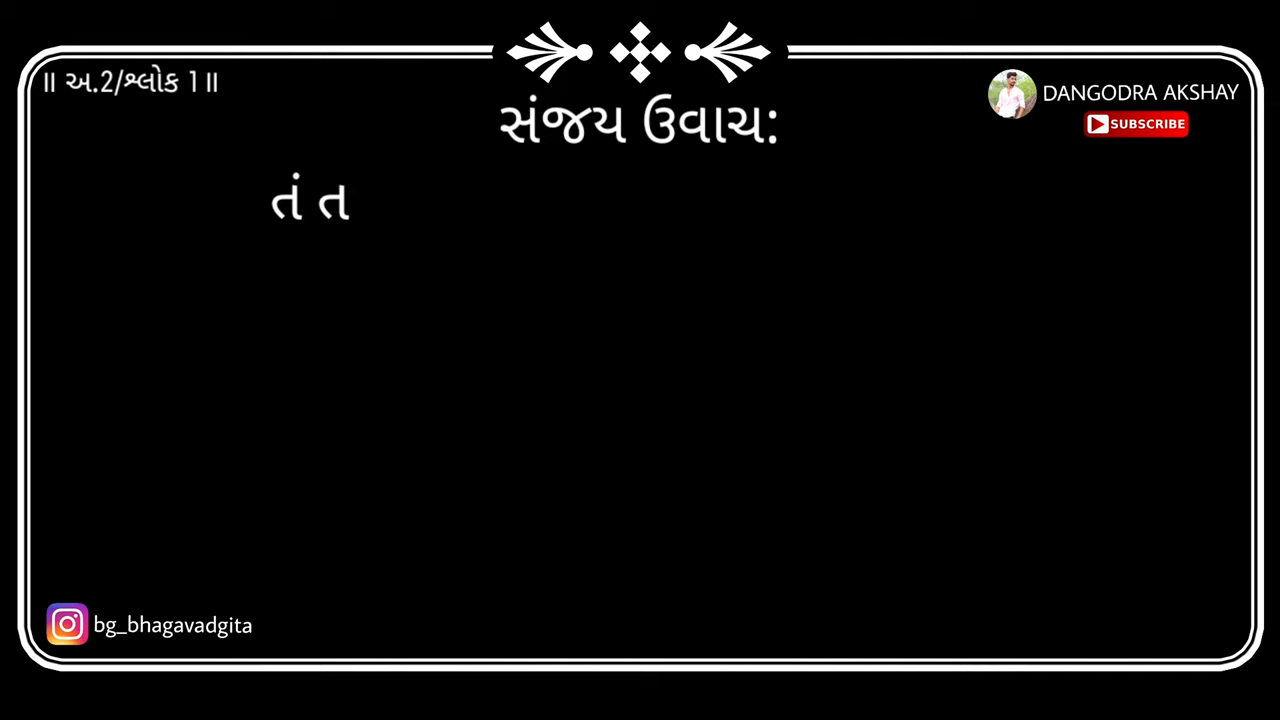 ॥ અ.2/શ્લોક 1 ॥
DANGODRA AKSHAY
SUBSCRIBE
સંજય ઉવાચ:
તં ત
bg_bhagavadgita